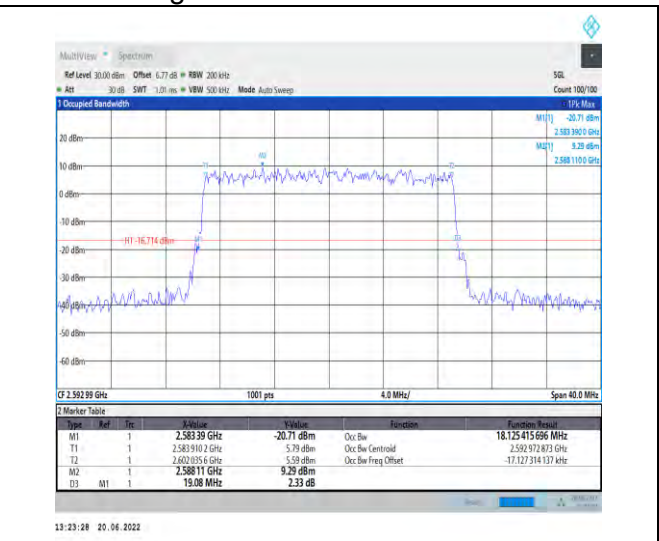 MultiView Spectrum
Ref Level 30.00 dBm Offset 6.77 dB RBW 200 kHz SGL
Att 30 dB SWT 1.01 ms VBW 500 kHz Mode Auto Sweep Count 100/100
1 Occupied Bandwidth 1Pk Max
M1[1] -20.71 dBm
2.583 390 0 GHz
M2[1] 9.29 dBm
2.588 110 0 GHz
20 dBm
10 dBm
0 dBm
-10 dBm
H1 -16.714 dBm
-20 dBm
-30 dBm
-40 dBm
-50 dBm
-60 dBm
T1
M2
T2
M1
D3
CF 2.592 99 GHz 1001 pts 4.0 MHz/ Span 40.0 MHz
2 Marker Table
Type Ref Trc X-Value Y-Value Function Function Result
M1 1 2.583 39 GHz -20.71 dBm Occ Bw 18.125 415 696 MHz
T1 1 2.583 910 2 GHz 5.79 dBm Occ Bw Centroid 2.592 972 873 GHz
T2 1 2.602 035 6 GHz 5.59 dBm Occ Bw Freq Offset -17.127 314 137 kHz
M2 1 2.588 11 GHz 9.29 dBm
D3 M1 1 19.08 MHz 2.33 dB
13:23:28 20.06.2022